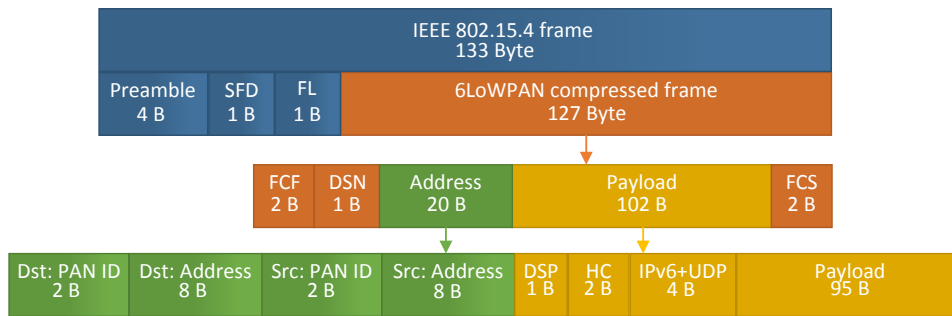 IEEE 802.15.4 frame
133 Byte
Preamble
4 B
SFD
1 B
FL
1 B
6LoWPAN compressed frame
127 Byte
FCF
2 B
DSN
1 B
Address
20 B
Payload
102 B
FCS
2 B
Dst: PAN ID
2 B
Dst: Address
8 B
Src: PAN ID
2 B
Src: Address
8 B
DSP
1 B
HC
2 B
IPv6+UDP
4 B
Payload
95 B